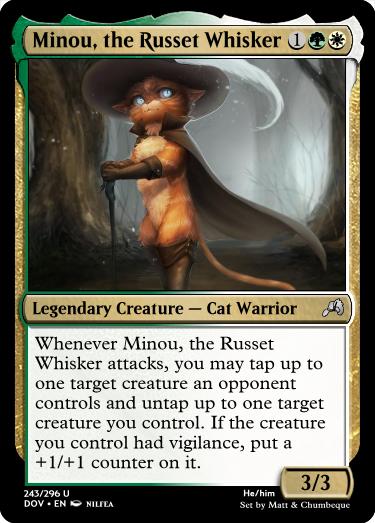 Minou, the Russet Whisker 1
Legendary Creature — Cat Warrior
Whenever Minou, the Russet
Whisker attacks, you may tap up to
one target creature an opponent
controls and untap up to one target
creature you control. If the creature
you control had vigilance, put a
+1/+1 counter on it.
3/3
243/296 U He/him
DOV • EN NILFEA Set by Matt & Chumbeque